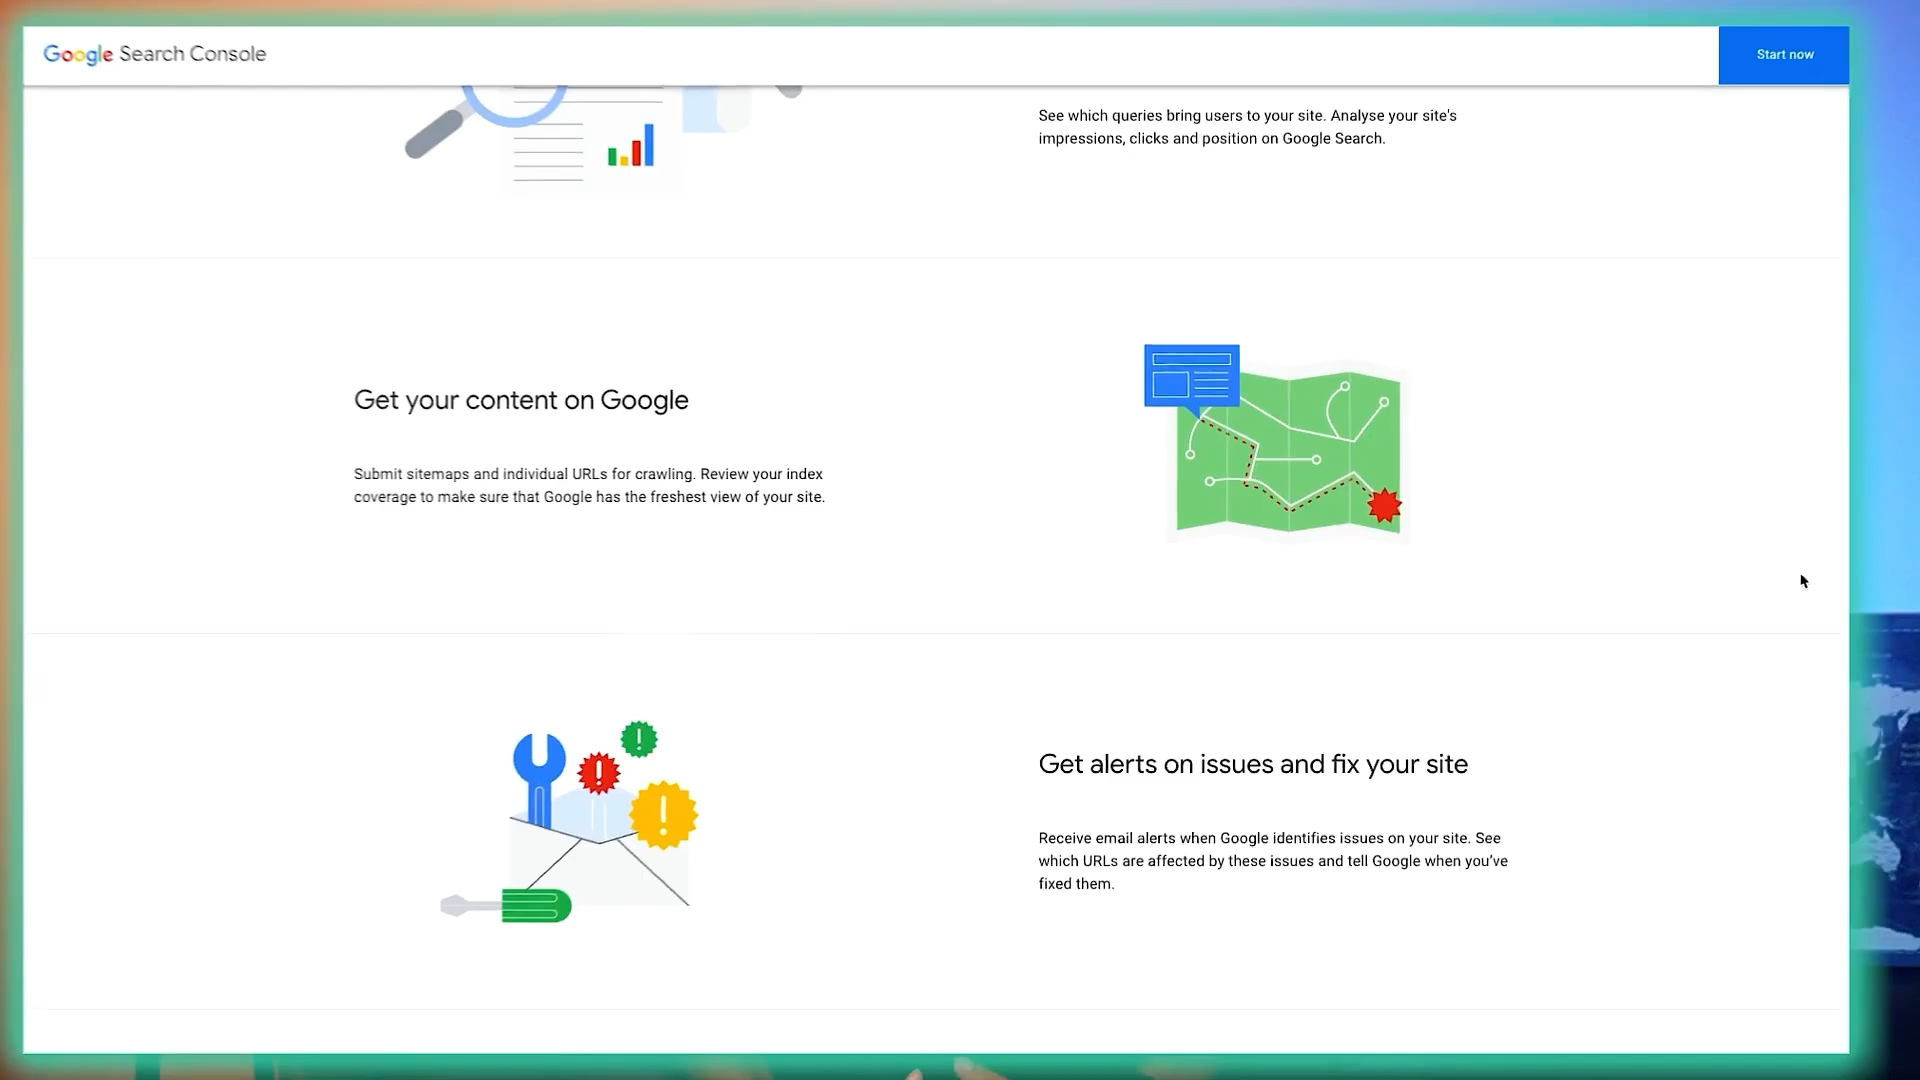 Google Search Console
Start now
See which queries bring users to your site. Analyse your site's
impressions, clicks and position on Google Search.
Get your content on Google
Submit sitemaps and individual URLs for crawling. Review your index
coverage to make sure that Google has the freshest view of your site.
Get alerts on issues and fix your site
Receive email alerts when Google identifies issues on your site. See
which URLs are affected by these issues and tell Google when you’ve
fixed them.